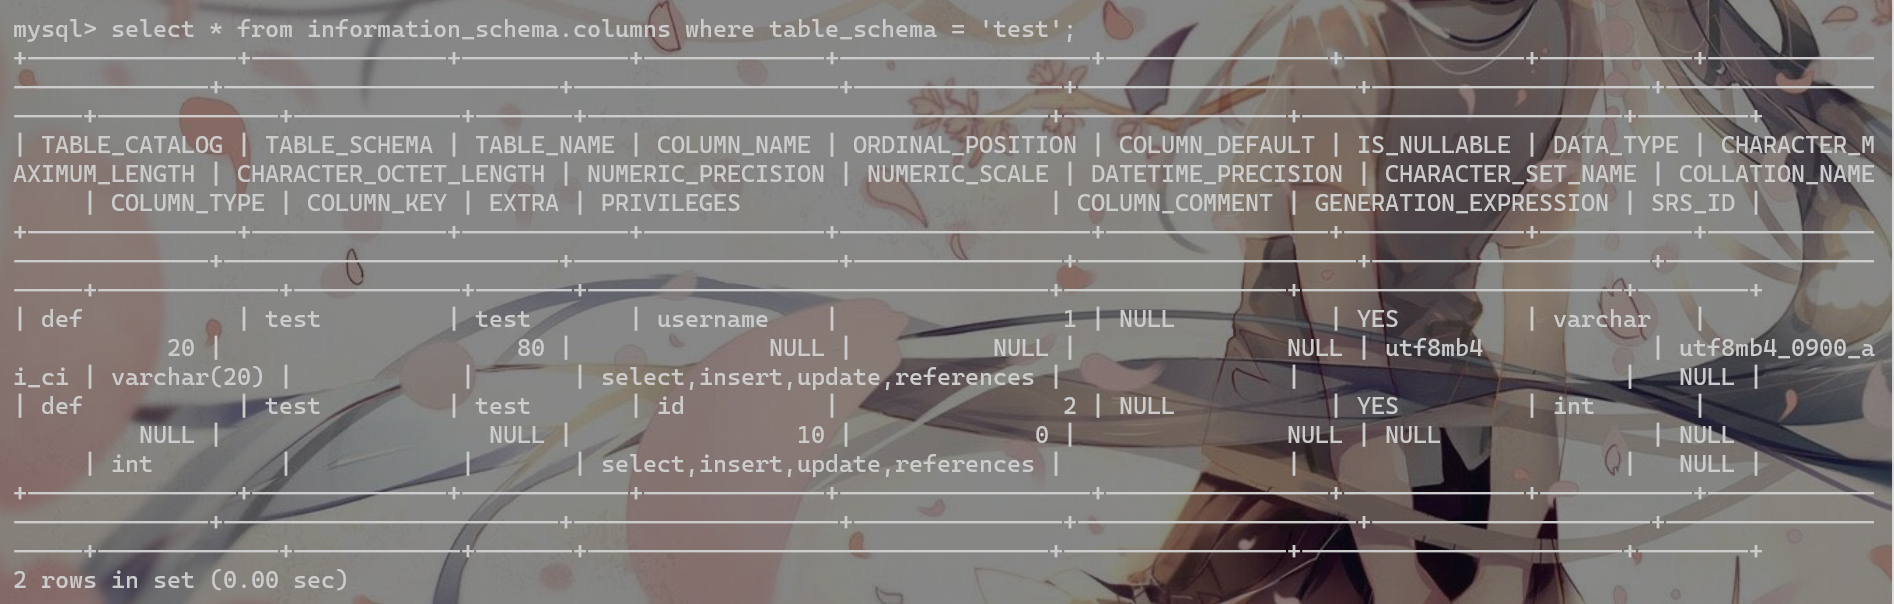 mysql> select * from information_schema.columns where table_schema = 'test';
| TABLE_CATALOG | TABLE_SCHEMA | TABLE_NAME | COLUMN_NAME | ORDINAL_POSITION | COLUMN_DEFAULT | IS_NULLABLE | DATA_TYPE | CHARACTER_M
AXIMUM_LENGTH | CHARACTER_OCTET_LENGTH | NUMERIC_PRECISION | NUMERIC_SCALE | DATETIME_PRECISION | CHARACTER_SET_NAME | COLLATION_NAME
| COLUMN_TYPE | COLUMN_KEY | EXTRA | PRIVILEGES | COLUMN_COMMENT | GENERATION_EXPRESSION | SRS_ID |
| def | test | test | username | 1 | NULL | YES | varchar |
20 | 80 | NULL | NULL | NULL | utf8mb4 | utf8mb4_0900_a
i_ci | varchar(20) | | | select,insert,update,references | | | NULL |
| def | test | test | id | 2 | NULL | YES | int |
NULL | NULL | 10 | 0 | NULL | NULL | NULL
| int | | | select,insert,update,references | | | NULL |
2 rows in set (0.00 sec)